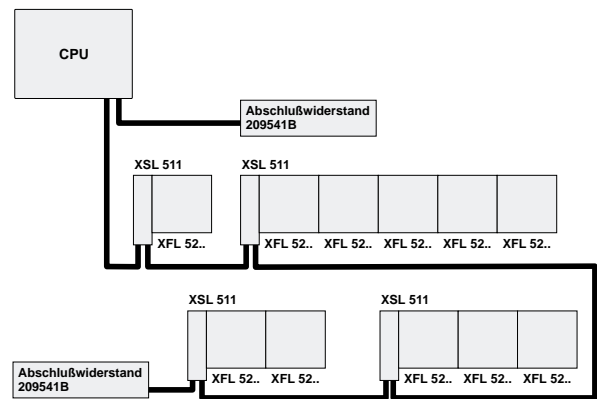 CPU
Abschlußwiderstand
209541B
XSL 511
XSL 511
XFL 52..
XFL 52.. XFL 52.. XFL 52.. XFL 52.. XFL 52..
XSL 511
XSL 511
Abschlußwiderstand
209541B
XFL 52.. XFL 52..
XFL 52.. XFL 52.. XFL 52..